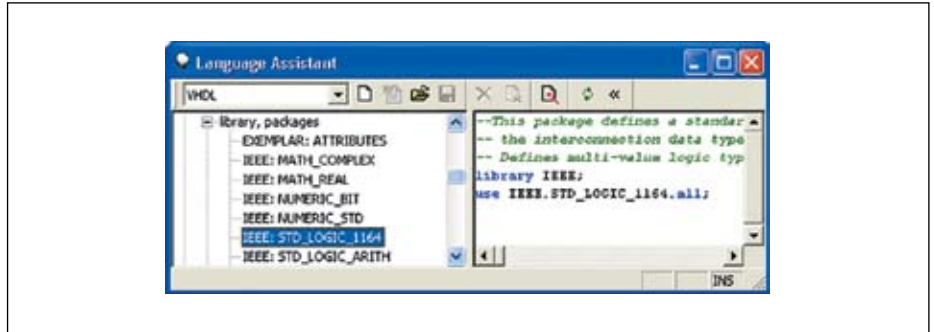 Language Assistant
VHDL
library, packages
EXEMPLAR: ATTRIBUTES
IEEE: MATH_COMPLEX
IEEE: MATH_REAL
IEEE: NUMERIC_BIT
IEEE: NUMERIC_STD
IEEE: STD_LOGIC_1164
IEEE: STD_LOGIC_ARITH
--This package defines a standar
-- the interconnection data type
-- Defines multi-value logic typ
library IEEE;
use IEEE.STD_LOGIC_1164.all;
INS